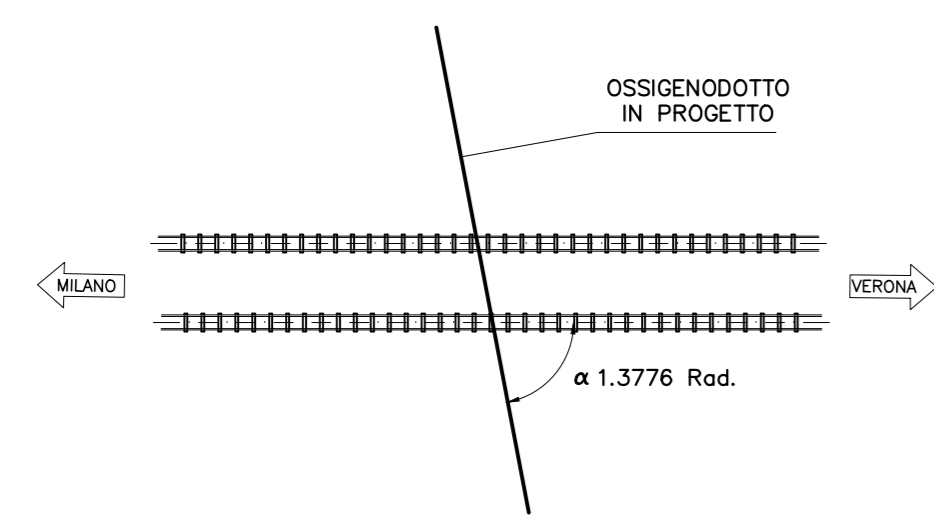 OSSIGENODOTTO
IN PROGETTO
MILANO
VERONA
α 1.3776 Rad.